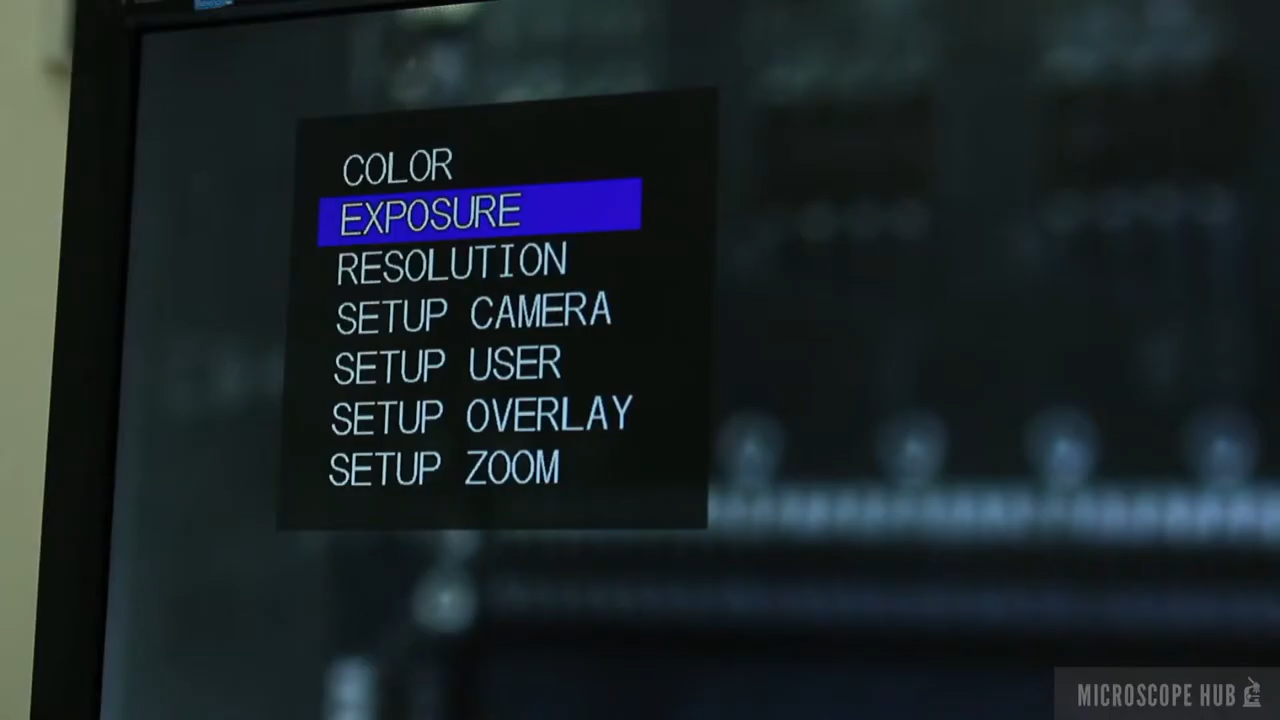 COLOR
EXPOSURE
RESOLUTION
SETUP CAMERA
SETUP USER
SETUP OVERLAY
SETUP ZOOM
MICROSCOPE HUB